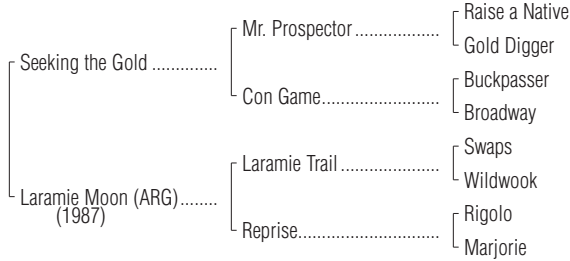 Raise a Native
Mr. Prospector
Gold Digger
Seeking the Gold
Buckpasser
Con Game
Broadway
Swaps
Laramie Trail
Wildwook
Laramie Moon (ARG)
(1987)
Rigolo
Reprise
Marjorie